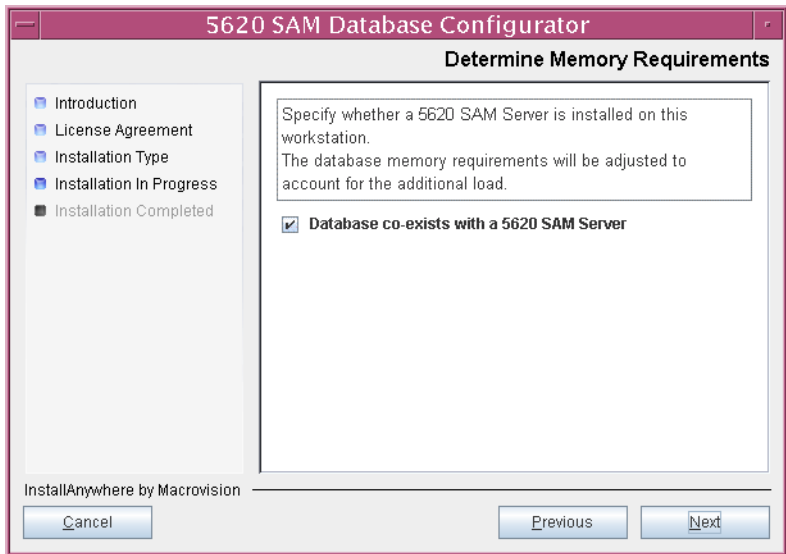 5620 SAM Database Configurator
Determine Memory Requirements
Introduction
License Agreement
Installation Type
Installation In Progress
Installation Completed
Specify whether a 5620 SAM Server is installed on this
workstation.
The database memory requirements will be adjusted to
account for the additional load.
Database co-exists with a 5620 SAM Server
InstallAnywhere by Macrovision
Cancel
Previous
Next